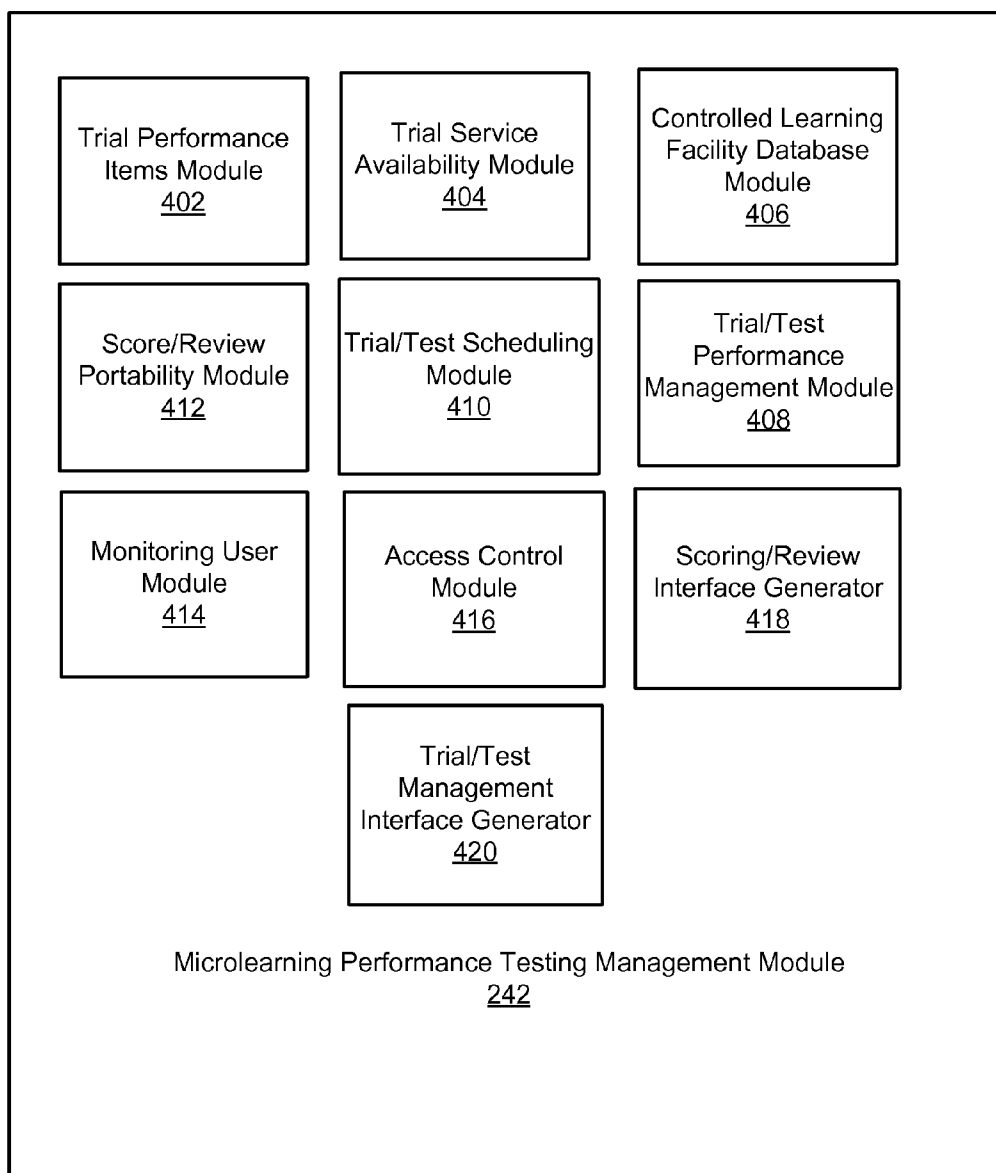 Trial Performance
Items Module
402
Trial Service
Availability Module
404
Controlled Learning
Facility Database
Module
406
Score/Review
Portability Module
412
Trial/Test Scheduling
Module
410
Trial/Test
Performance
Management Module
408
Monitoring User
Module
414
Access Control
Module
416
Scoring/Review
Interface Generator
418
Trial/Test
Management
Interface Generator
420
Microlearning Performance Testing Management Module
242